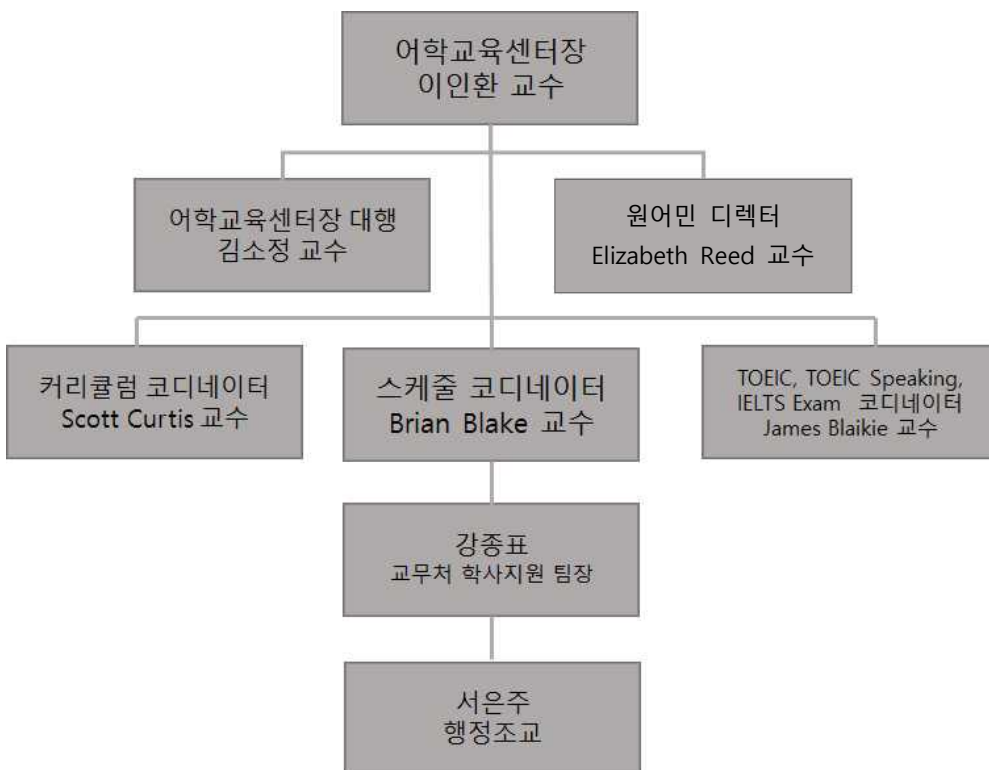 어학교육센터장
이인환 교수
어학교육센터장 대행
김소정 교수
원어민 디렉터
Elizabeth Reed 교수
커리큘럼 코디네이터
Scott Curtis 교수
스케줄 코디네이터
Brian Blake 교수
TOEIC, TOEIC Speaking,
IELTS Exam 코디네이터
James Blaikie 교수
강종표
교무처 학사지원 팀장
서은주
행정조교